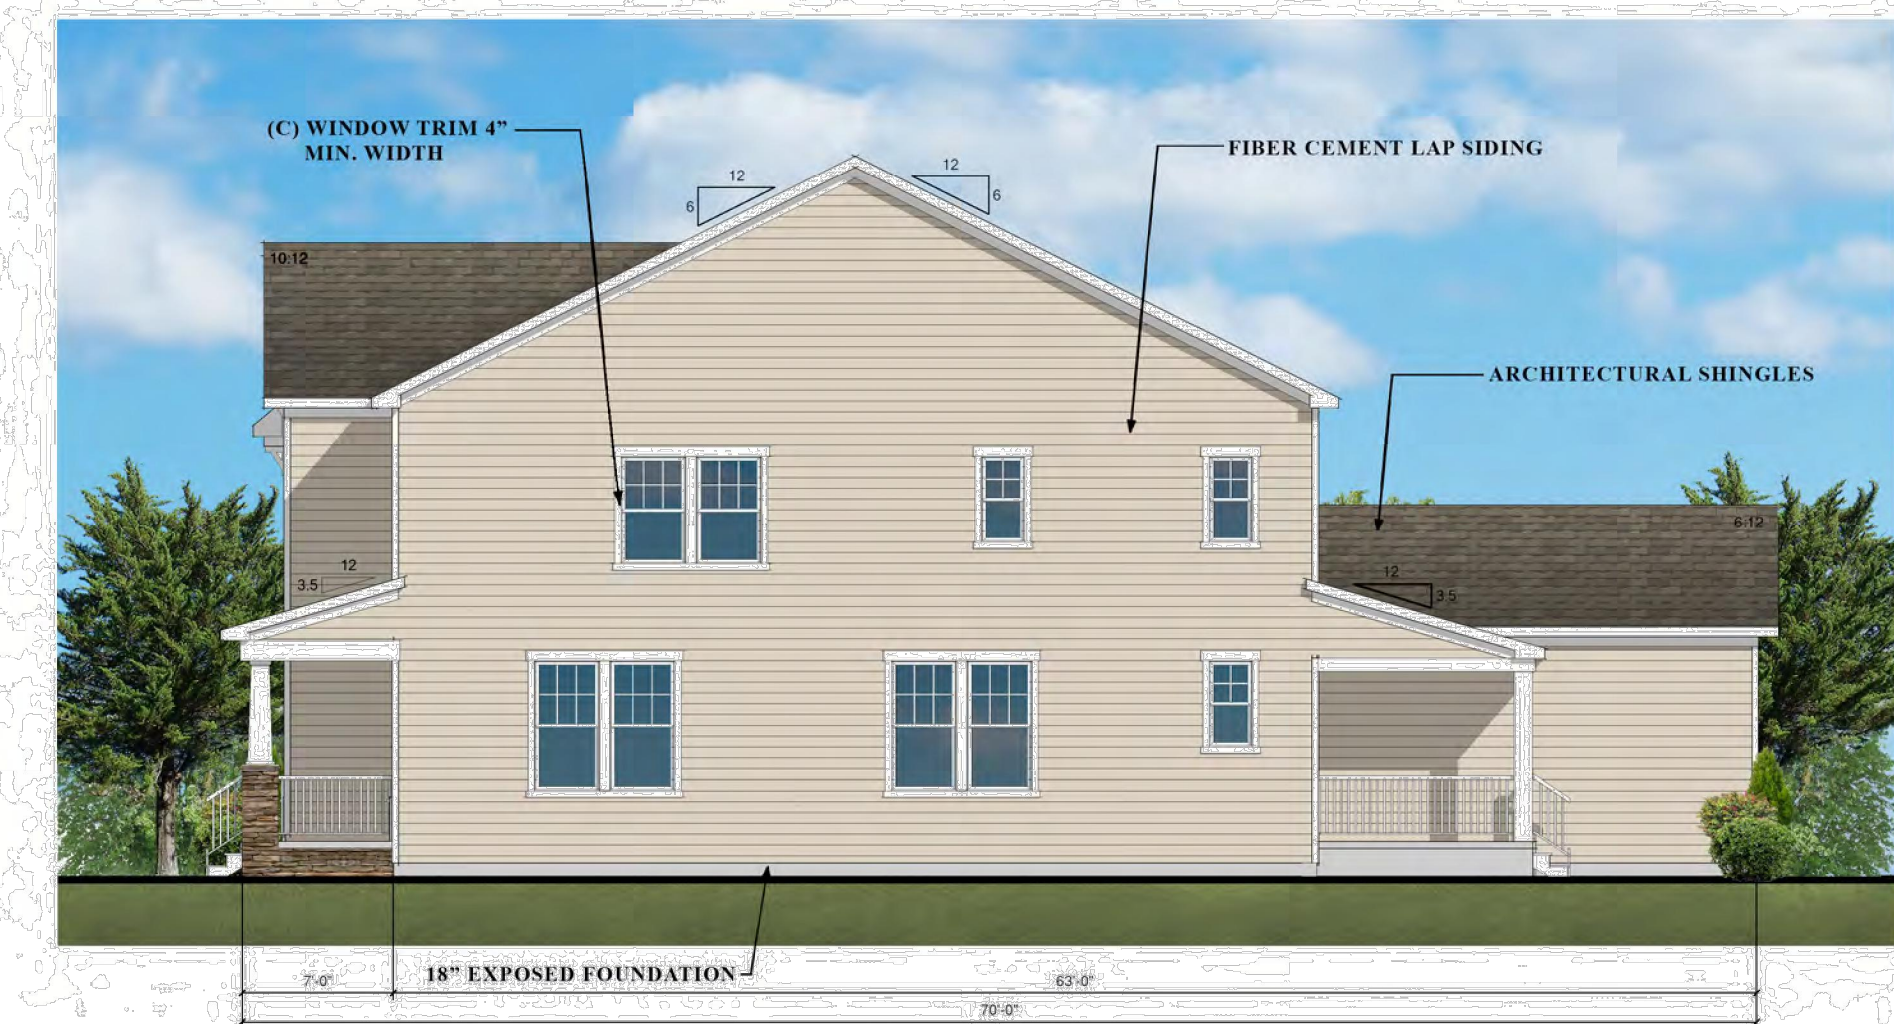 (C) WINDOW TRIM 4”
MIN. WIDTH
FIBER CEMENT LAP SIDING
12
6
12
6
10:12
ARCHITECTURAL SHINGLES
6:12
12
3.5
12
3.5
18” EXPOSED FOUNDATION
7'-0"
63'-0"
70'-0"